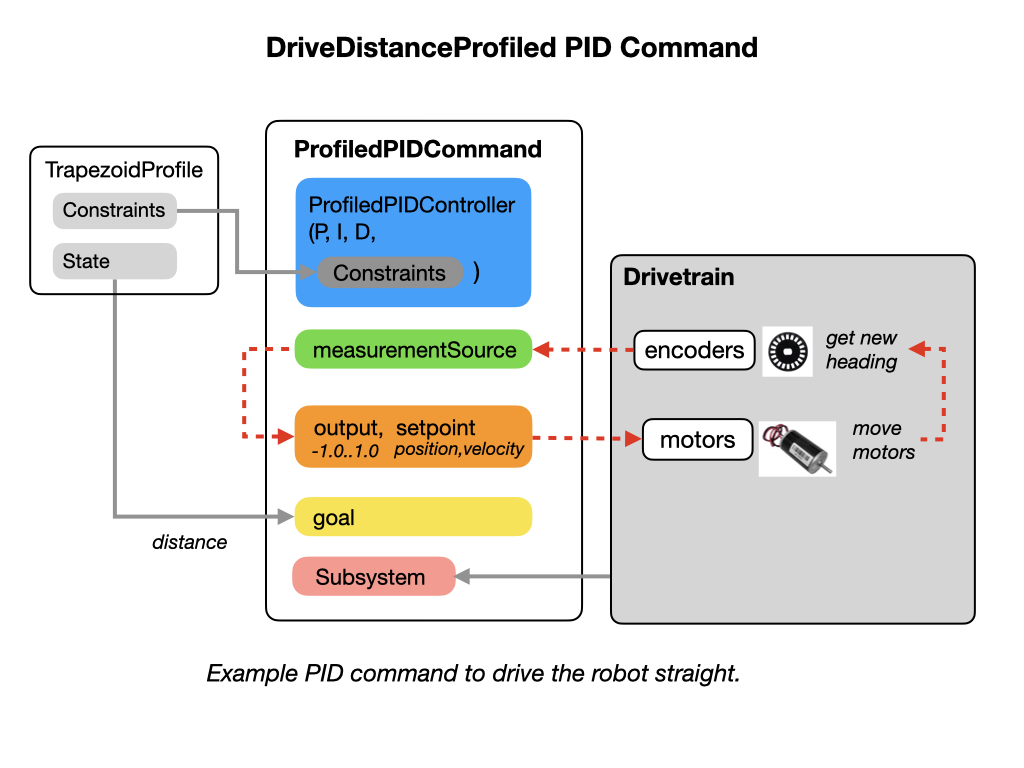 DriveDistanceProfiled PID Command
TrapezoidProfile
Constraints
State
distance
ProfiledPIDCommand
ProfiledPIDController
(P, I, D,
Constraints )
measurementSource
output, setpoint
-1.0..1.0 position,velocity
goal
Subsystem
Drivetrain
encoders
get new
heading
motors
move
motors
Example PID command to drive the robot straight.